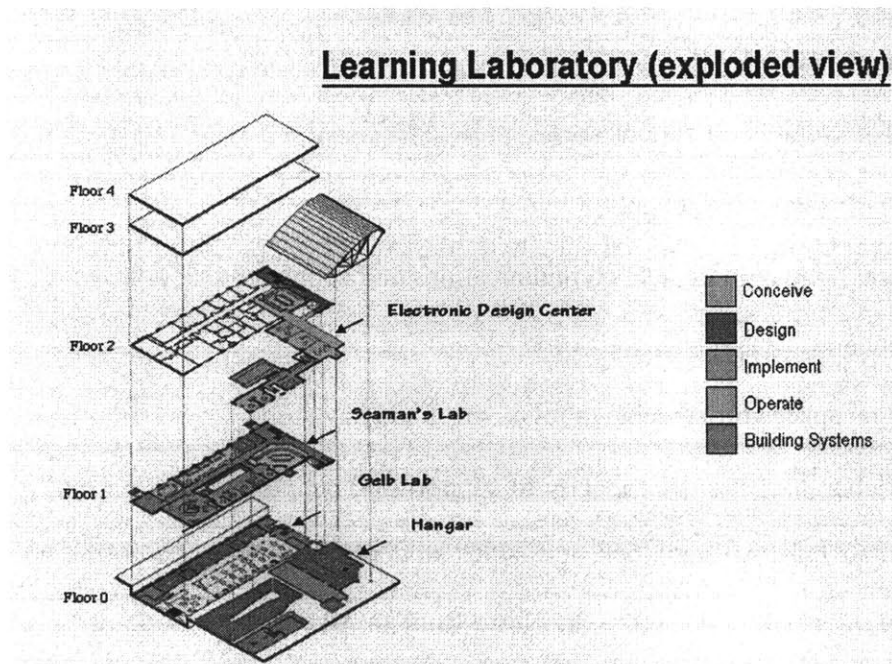 Learning Laboratory (exploded view)
Floor 4
Floor 3
Electronic Design Center
Floor 2
Seaman's Lab
Floor 1
Gelb Lab
Hangar
Floor 0
Conceive
Design
Implement
Operate
Building Systems